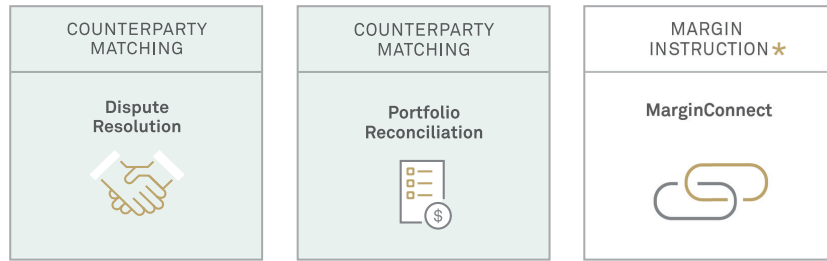 COUNTERPARTY
MATCHING
Dispute
Resolution
COUNTERPARTY
MATCHING
Portfolio
Reconciliation
$
MARGIN
INSTRUCTION*
MarginConnect